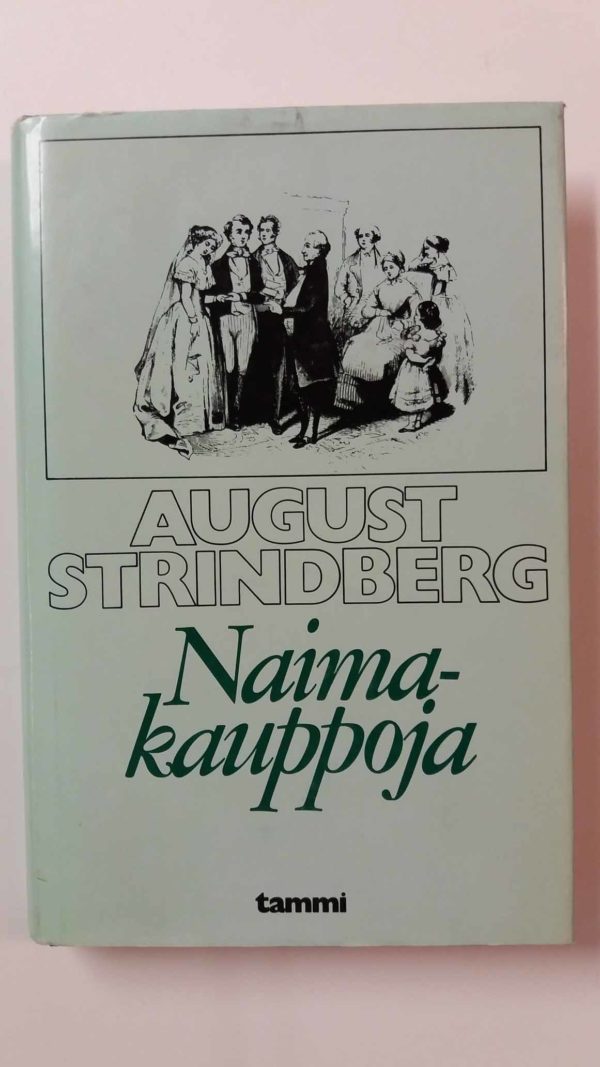 AUGUST
STRINDBERG
Naima-
kauppoja
tammi